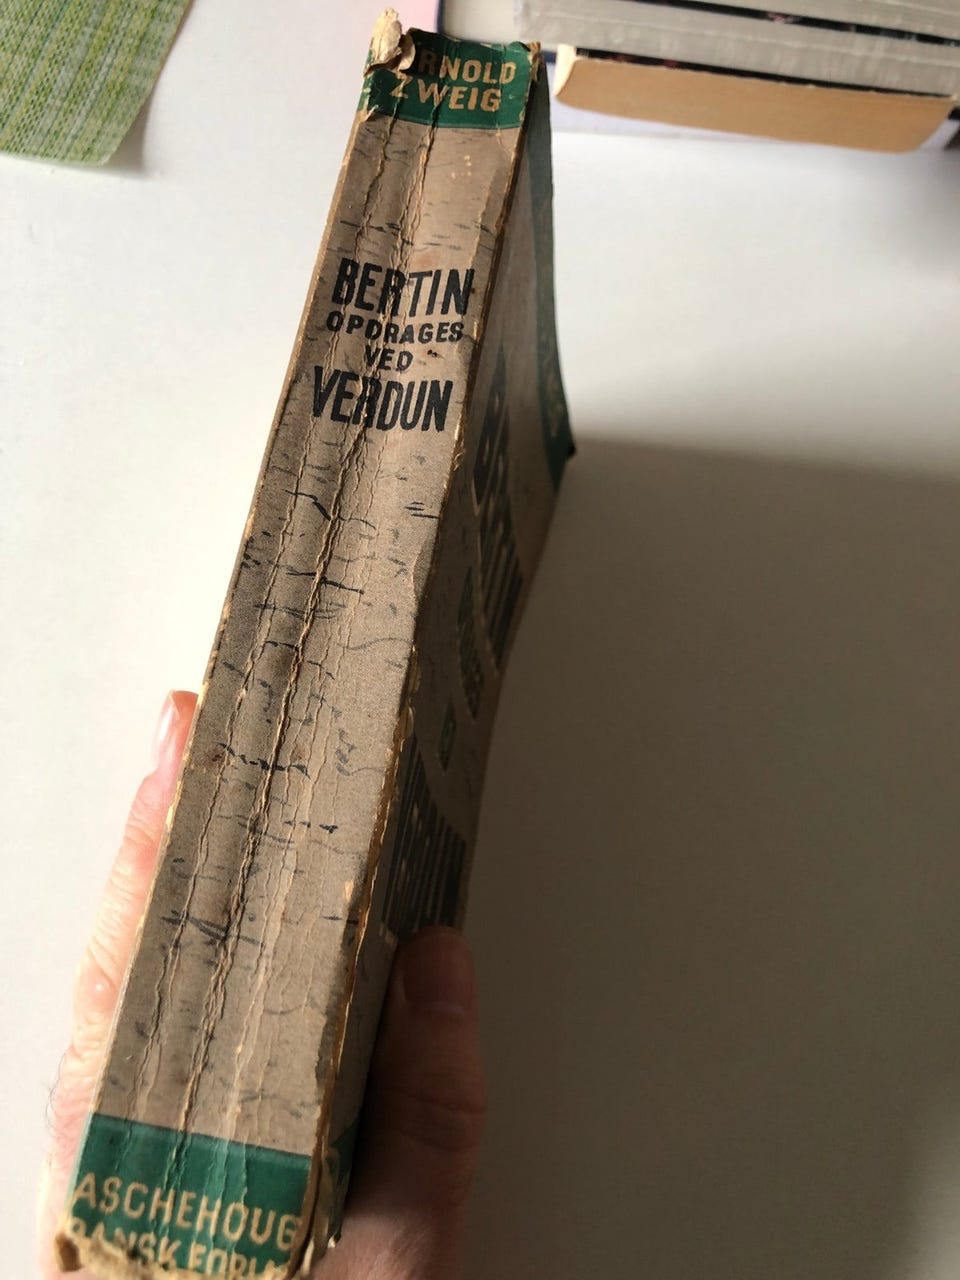 RNOLD
ZWEIG
BERTIN
OPDRAGES
VED
VERDUN
ASCHEHOUG
DANSK FORLAG